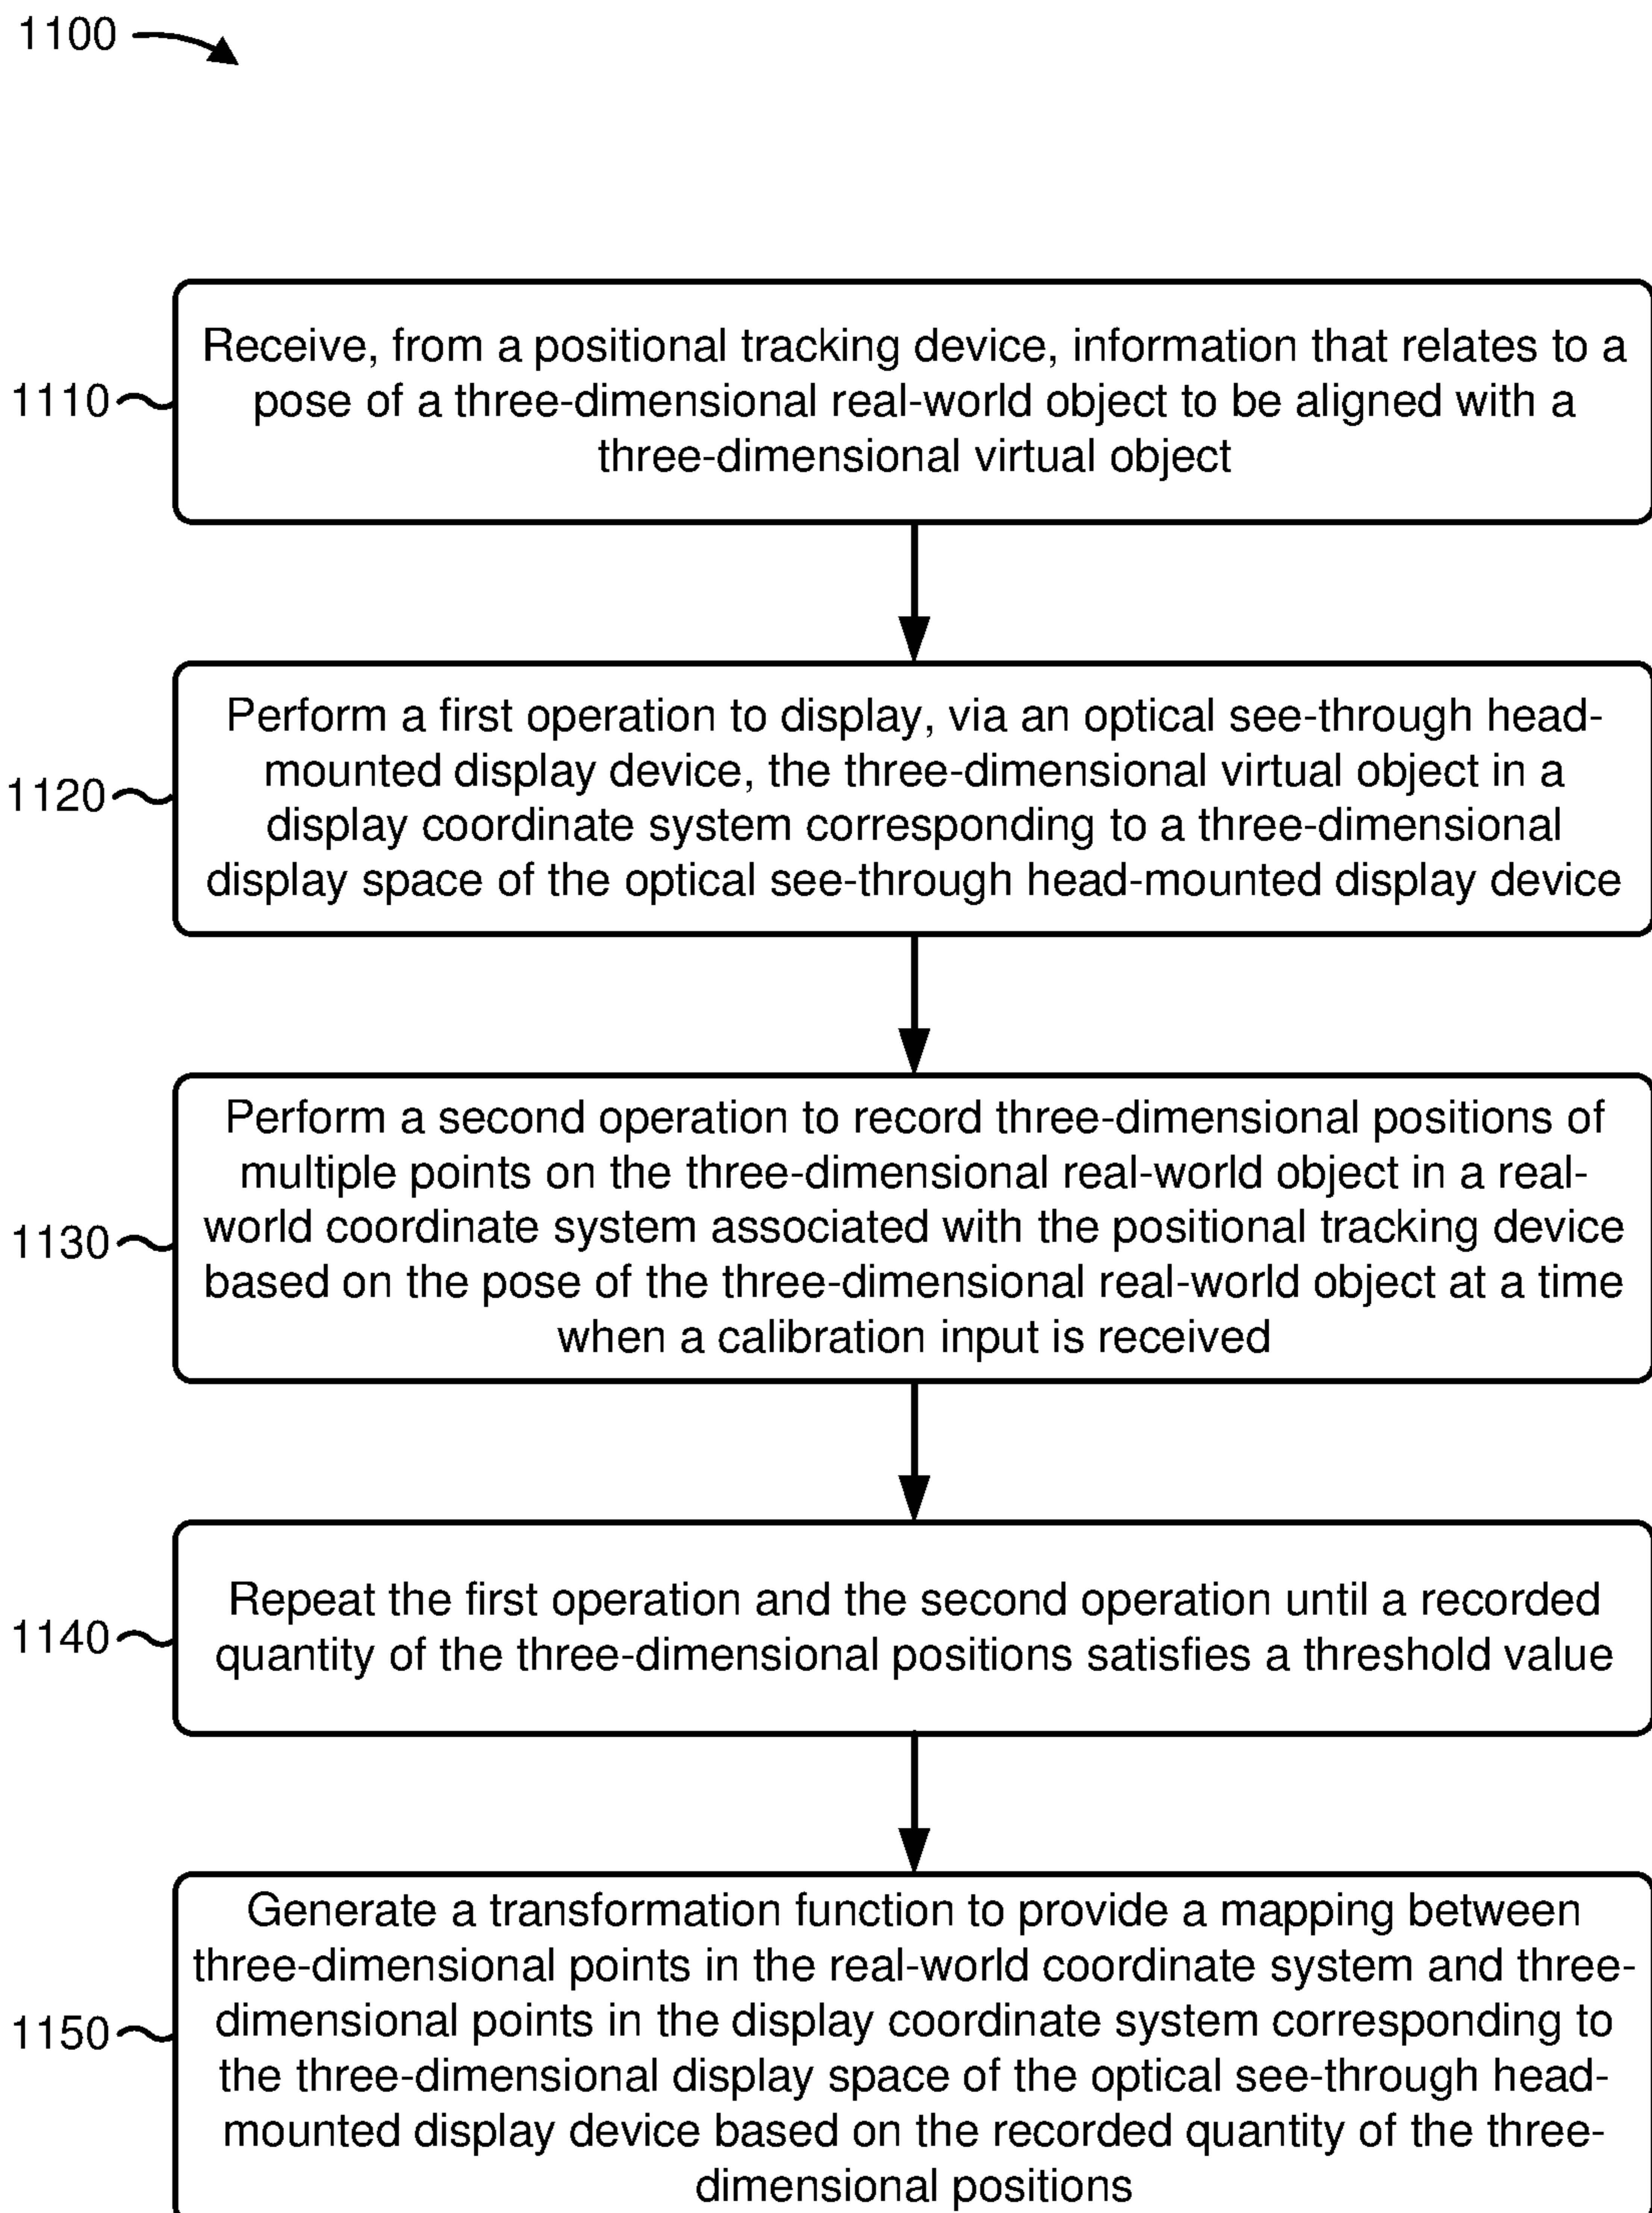 1100
1110
Receive, from a positional tracking device, information that relates to a
pose of a three-dimensional real-world object to be aligned with a
three-dimensional virtual object
1120
Perform a first operation to display, via an optical see-through head-
mounted display device, the three-dimensional virtual object in a
display coordinate system corresponding to a three-dimensional
display space of the optical see-through head-mounted display device
1130
Perform a second operation to record three-dimensional positions of
multiple points on the three-dimensional real-world object in a real-
world coordinate system associated with the positional tracking device
based on the pose of the three-dimensional real-world object at a time
when a calibration input is received
1140
Repeat the first operation and the second operation until a recorded
quantity of the three-dimensional positions satisfies a threshold value
1150
Generate a transformation function to provide a mapping between
three-dimensional points in the real-world coordinate system and three-
dimensional points in the display coordinate system corresponding to
the three-dimensional display space of the optical see-through head-
mounted display device based on the recorded quantity of the three-
dimensional positions